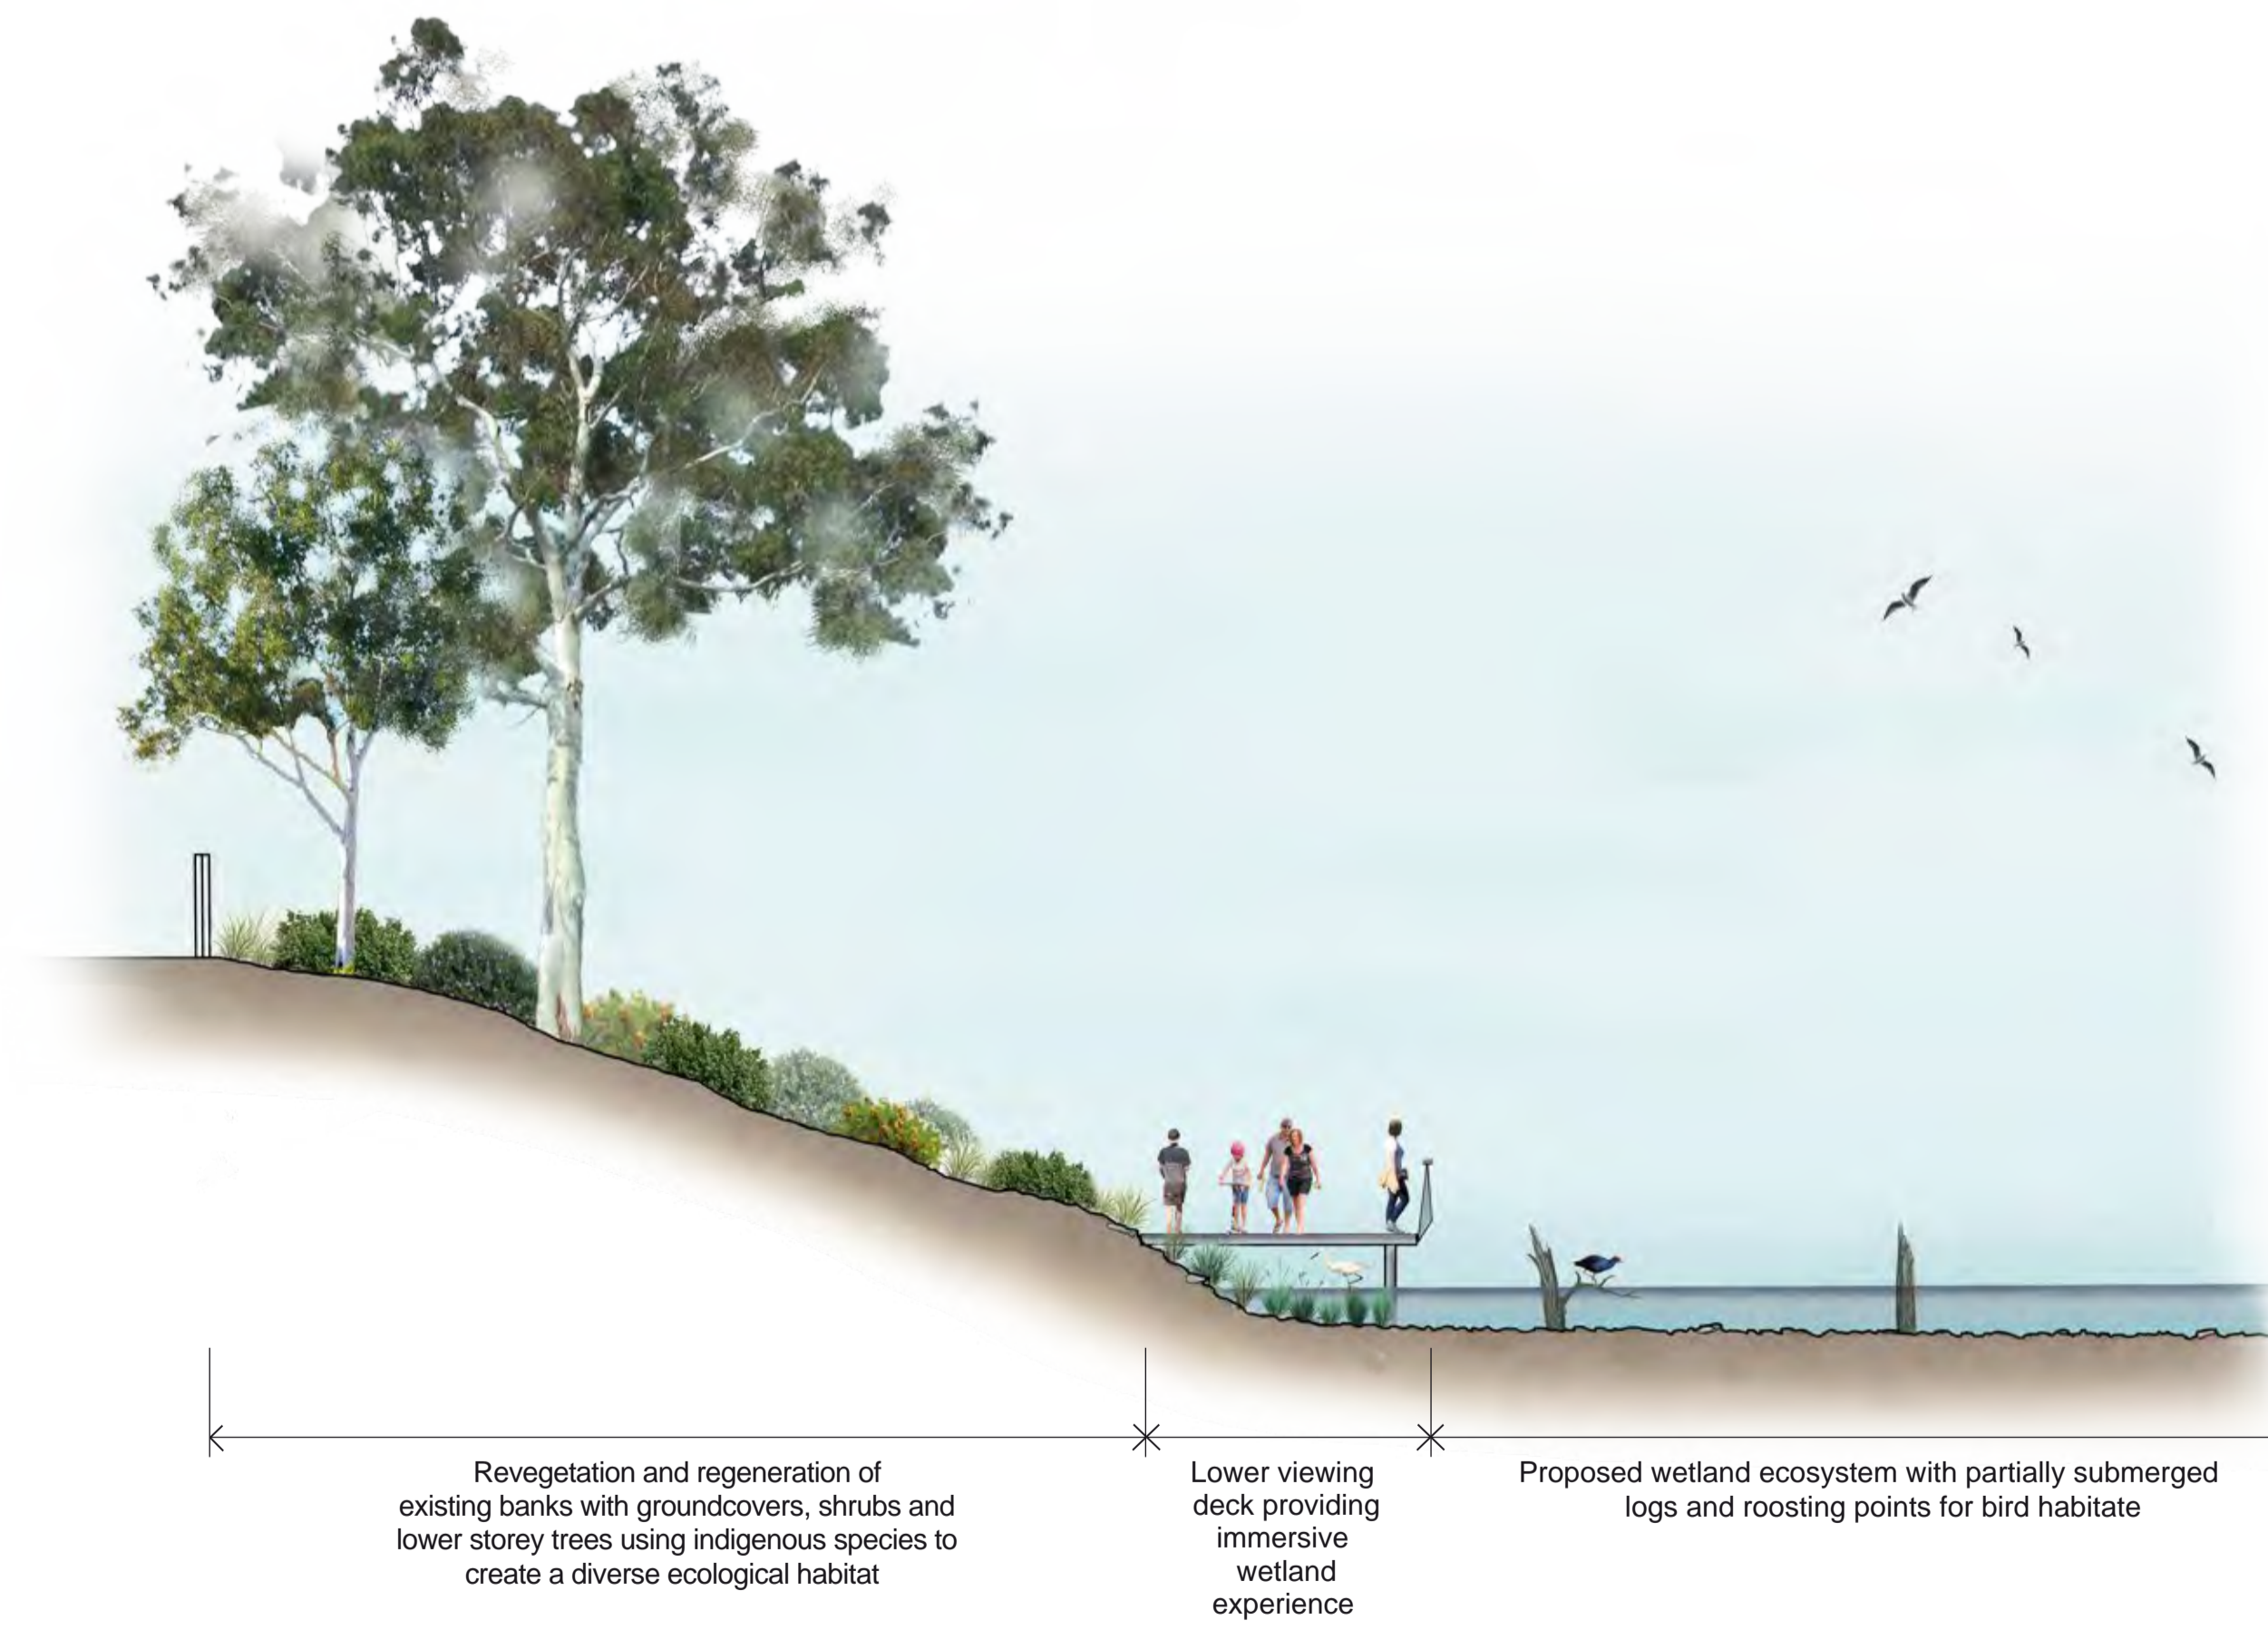 Revegetation and regeneration of
existing banks with groundcovers, shrubs and
lower storey trees using indigenous species to
create a diverse ecological habitat
Lower viewing
deck providing
immersive
wetland
experience
Proposed wetland ecosystem with partially submerged
logs and roosting points for bird habitate